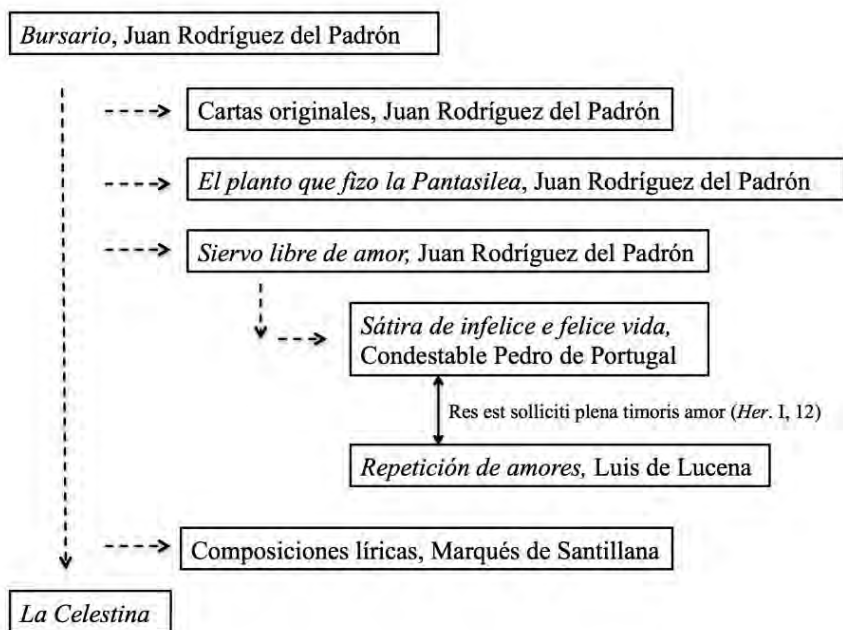 Bursario, Juan Rodríguez del Padrón
Cartas originales, Juan Rodríguez del Padrón
El planto que fizo la Pantasilea, Juan Rodríguez del Padrón
Siervo libre de amor, Juan Rodríguez del Padrón
Sátira de infelice e felice vida,
Condestable Pedro de Portugal
Res est solliciti plena timoris amor (Her. I, 12)
Repetición de amores, Luis de Lucena
Composiciones líricas, Marqués de Santillana
La Celestina